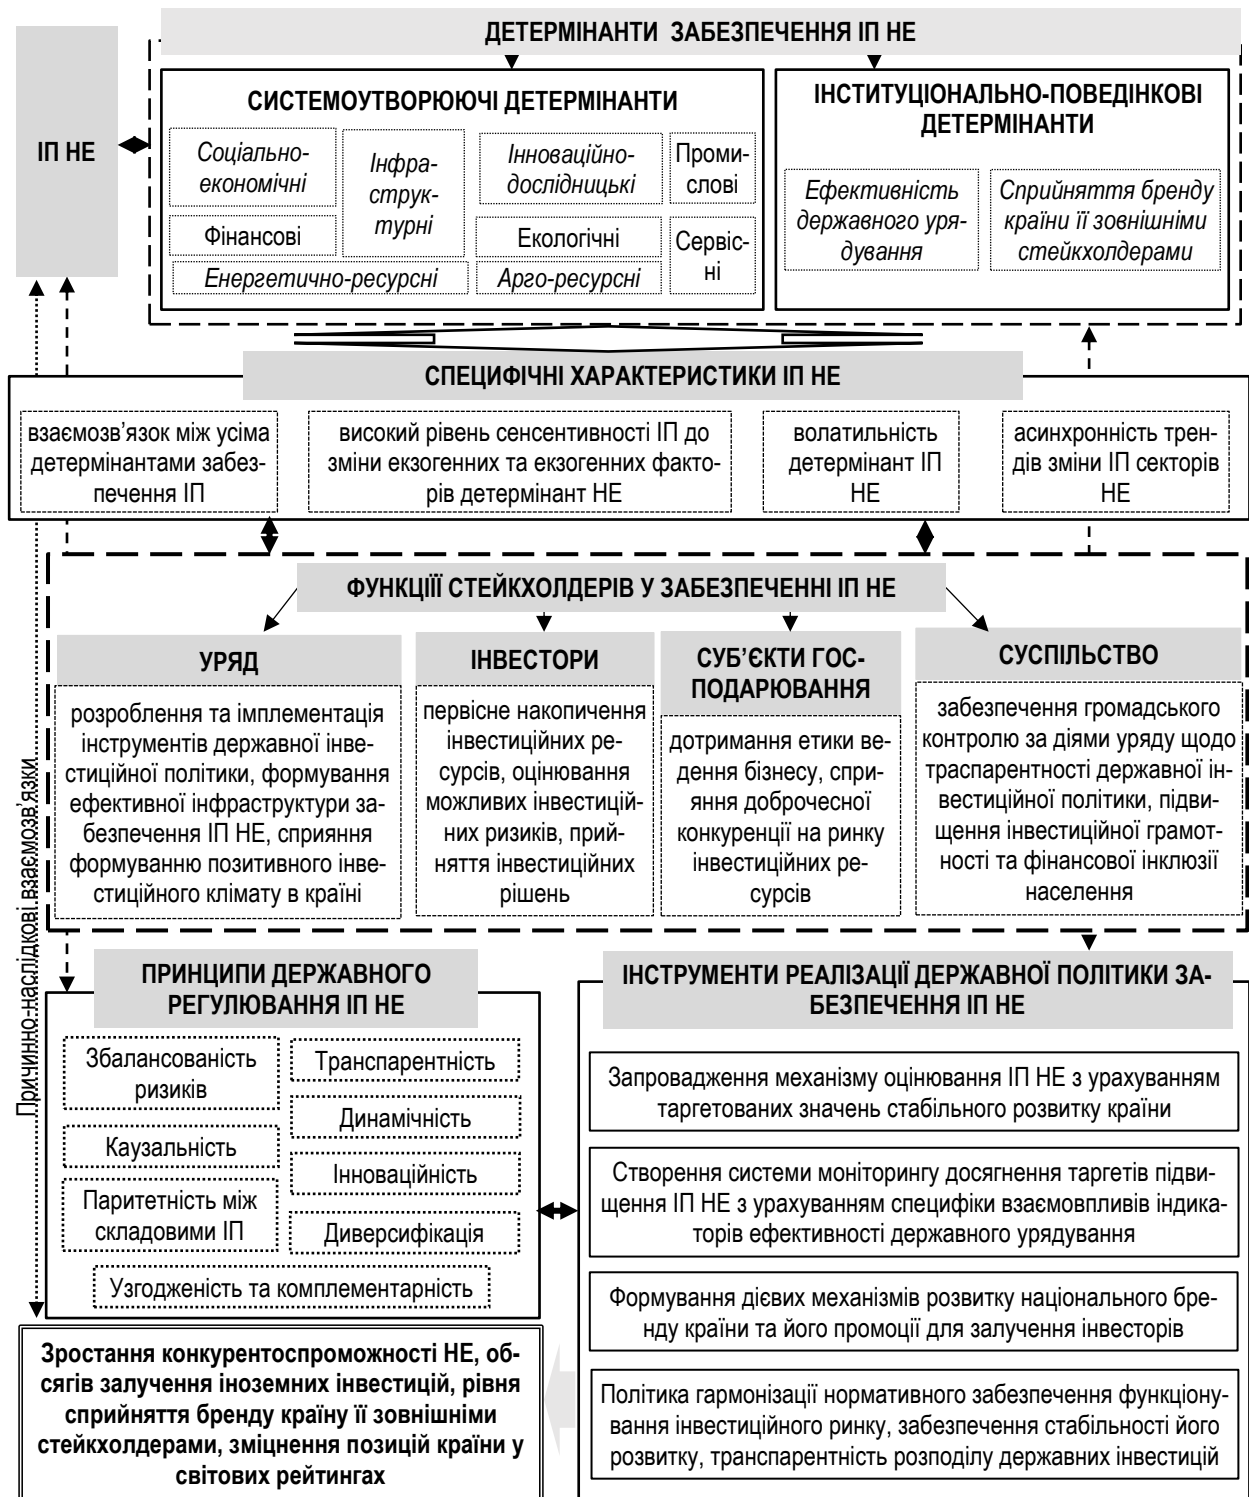 ДЕТЕРМІНАНТИ ЗАБЕЗПЕЧЕННЯ ІП НЕ
ІП НЕ
СИСТЕМОУТВОРЮЮЧІ ДЕТЕРМІНАНТИ
Соціально-
економічні
Інфра-
струк-
турні
Інноваційно-
дослідницькі
Проми-
слові
Фінансові
Екологічні
Сервіс-
ні
Енергетично-ресурсні
Арго-ресурсні
ІНСТИТУЦІОНАЛЬНО-ПОВЕДІНКОВІ
ДЕТЕРМІНАНТИ
Ефективність
державного уря-
дування
Сприйняття бренду
країни її зовнішніми
стейкхолдерами
СПЕЦИФІЧНІ ХАРАКТЕРИСТИКИ ІП НЕ
взаємозв'язок між усіма
детермінантами забез-
печення ІП
високий рівень сенсентивності ІП до
зміни екзогенних та екзогенних факто-
рів детермінант НЕ
волатильність
детермінант ІП
НЕ
асинхронність трен-
дів зміни ІП секторів
НЕ
ФУНКЦІІЇ СТЕЙКХОЛДЕРІВ У ЗАБЕЗПЕЧЕННІ ІП НЕ
УРЯД
розроблення та імплементація
інструментів державної інве-
стиційної політики, формування
ефективної інфраструктури за-
безпечення ІП НЕ, сприяння
формуванню позитивного інве-
стиційного клімату в країні
ІНВЕСТОРИ
первісне накопичення
інвестиційних ре-
сурсів, оцінювання
можливих інвестицій-
них ризиків, прий-
няття інвестиційних
рішень
СУБ’ЄКТИ ГОС-
ПОДАРЮВАННЯ
дотримання етики ве-
дення бізнесу, спри-
яння доброчесної
конкуренції на ринку
інвестиційних ре-
сурсів
СУСПІЛЬСТВО
забезпечення громадського
контролю за діями уряду щодо
траспарентності державної ін-
вестиційної політики, підви-
щення інвестиційної грамот-
ності та фінансової інклюзії
населення
Причинно-наслідкові взаємозв’язки
ПРИНЦИПИ ДЕРЖАВНОГО
РЕГУЛЮВАННЯ ІП НЕ
Збалансованість
ризиків
Транспарентність
Динамічність
Каузальність
Інноваційність
Паритетність між
складовими ІП
Диверсифікація
Узгодженість та комплементарність
ІНСТРУМЕНТИ РЕАЛІЗАЦІЇ ДЕРЖАВНОЇ ПОЛІТИКИ ЗА-
БЕЗПЕЧЕННЯ ІП НЕ
Запровадження механізму оцінювання ІП НЕ з урахуванням
таргетованих значень стабільного розвитку країни
Створення системи моніторингу досягнення таргетів підви-
щення ІП НЕ з урахуванням специфіки взаємовпливів індика-
торів ефективності державного урядування
Формування дієвих механізмів розвитку національного бре-
нду країни та його промоції для залучення інвесторів
Політика гармонізації нормативного забезпечення функціону-
вання інвестиційного ринку, забезпечення стабільності його
розвитку, транспарентність розподілу державних інвестицій
Зростання конкурентоспроможності НЕ, об-
сягів залучення іноземних інвестицій, рівня
сприйняття бренду країну її зовнішніми
стейкхолдерами, зміцнення позицій країни у
світових рейтингах